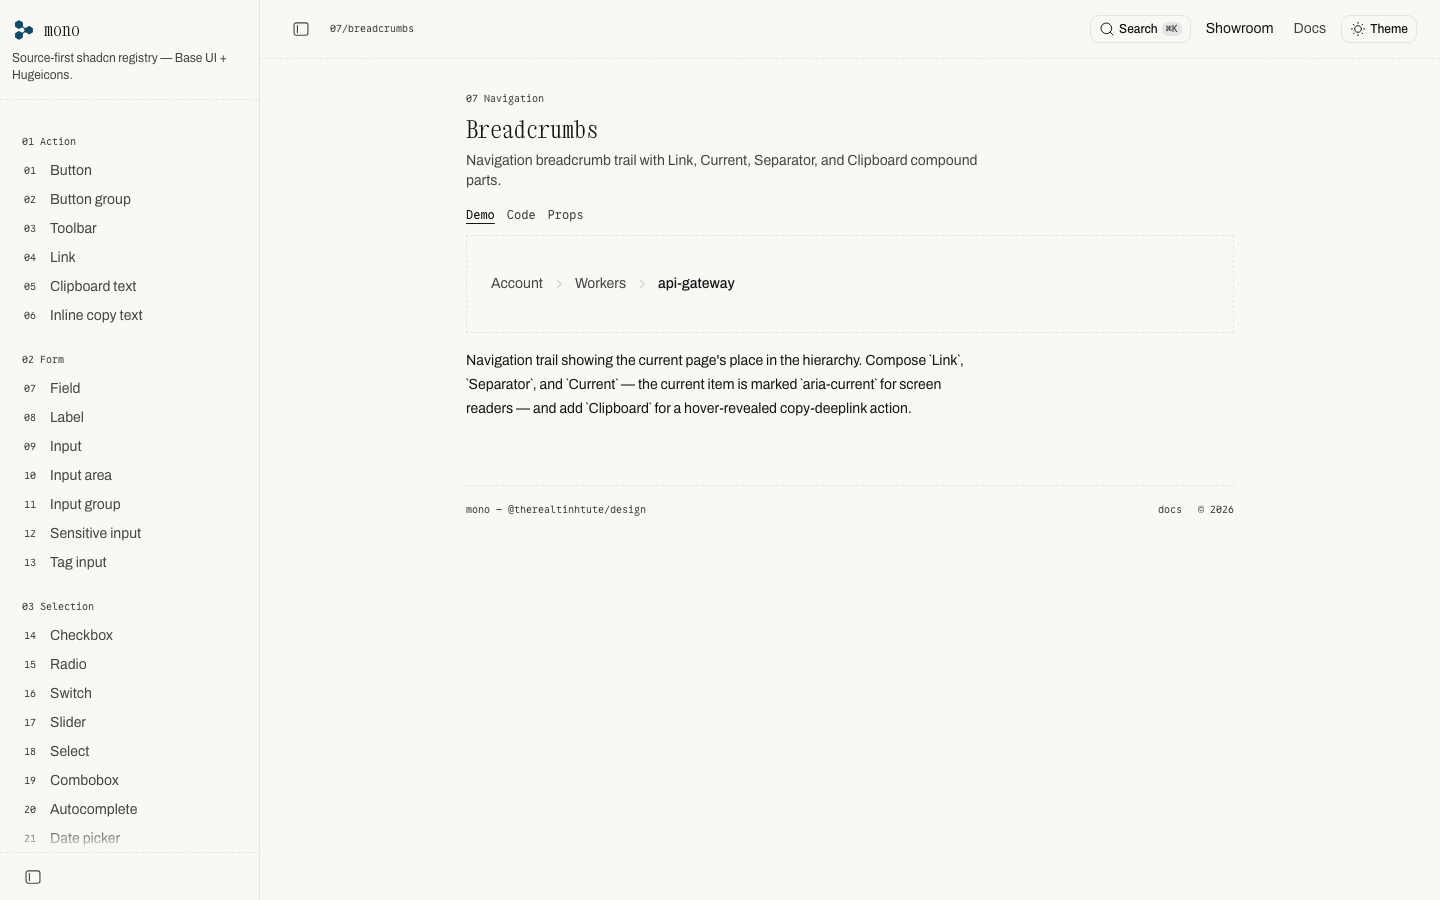 mono
Source-first shadcn registry — Base UI +
Hugeicons.
01 Action
01 Button
02 Button group
03 Toolbar
04 Link
05 Clipboard text
06 Inline copy text
02 Form
07 Field
08 Label
09 Input
10 Input area
11 Input group
12 Sensitive input
13 Tag input
03 Selection
14 Checkbox
15 Radio
16 Switch
17 Slider
18 Select
19 Combobox
20 Autocomplete
21 Date picker
07/breadcrumbs
Search ⌘K Showroom Docs Theme
07 Navigation
Breadcrumbs
Navigation breadcrumb trail with Link, Current, Separator, and Clipboard compound
parts.
Demo Code Props
Account Workers api-gateway
Navigation trail showing the current page's place in the hierarchy. Compose `Link`,
`Separator`, and `Current` — the current item is marked `aria-current` for screen
readers — and add `Clipboard` for a hover-revealed copy-deeplink action.
mono — @therealtinhtute/design
docs © 2026